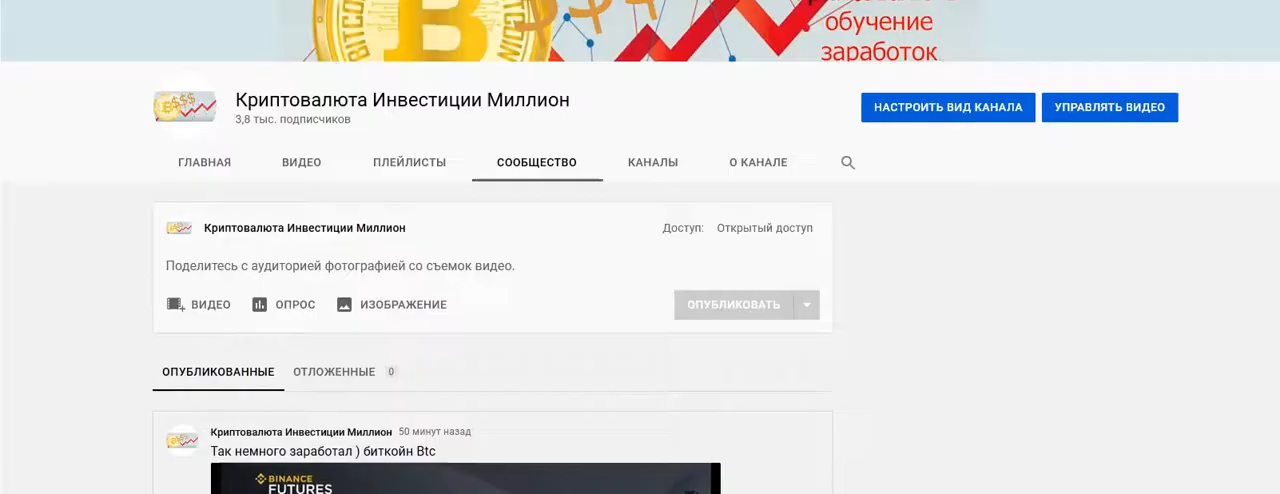 BITCOIN
обучение
заработок
Криптовалюта Инвестиции Миллион
3,8 тыс. подписчиков
НАСТРОИТЬ ВИД КАНАЛА
УПРАВЛЯТЬ ВИДЕО
ГЛАВНАЯ ВИДЕО ПЛЕЙЛИСТЫ СООБЩЕСТВО КАНАЛЫ О КАНАЛЕ
Криптовалюта Инвестиции Миллион
Доступ: Открытый доступ
Поделитесь с аудиторией фотографией со съемок видео.
ВИДЕО ОПРОС ИЗОБРАЖЕНИЕ
ОПУБЛИКОВАТЬ
ОПУБЛИКОВАННЫЕ ОТЛОЖЕННЫЕ 0
Криптовалюта Инвестиции Миллион 50 минут назад
Так немного заработал ) биткойн Btc
BINANCE
FUTURES